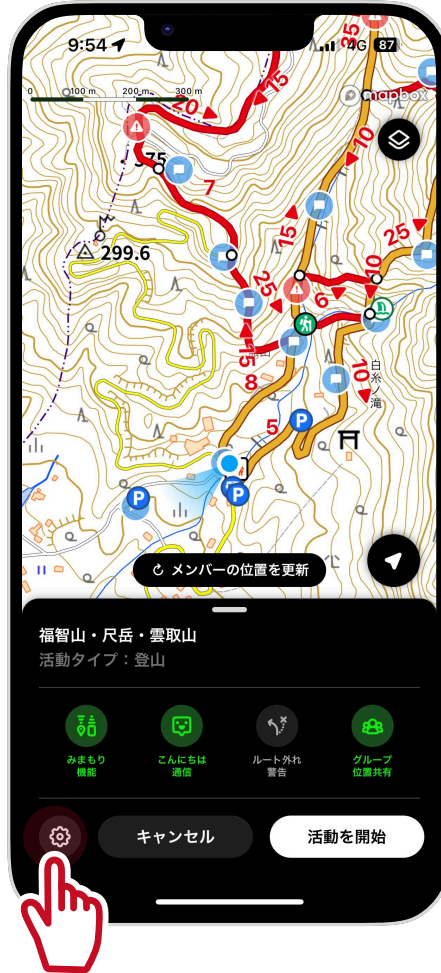 9:54
4G 87
0 100 m 200 m 300 m
mapbox
35
15
20
10
375
7
15
25
299.6
25
10
6
15
8
白糸ノ滝
10
5
P
P
P
メンバーの位置を更新
福智山・尺岳・雲取山
活動タイプ：登山
みまもり
機能
こんにちは
通信
ルート外れ
警告
グループ
位置共有
キャンセル
活動を開始